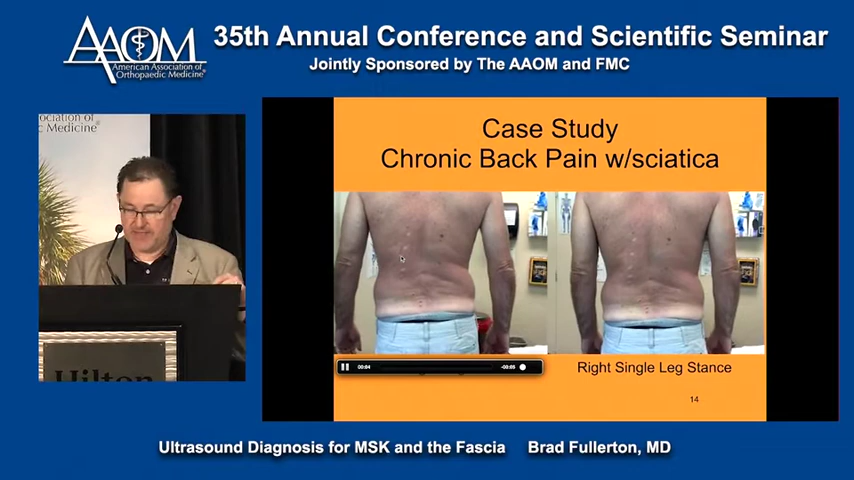 AAOM
American Association of
Orthopaedic Medicine
35th Annual Conference and Scientific Seminar
Jointly Sponsored by The AAOM and FMC
ociation of
c Medicine
Hilton
Case Study
Chronic Back Pain w/sciatica
00:04
-00:05
Right Single Leg Stance
14
Ultrasound Diagnosis for MSK and the Fascia Brad Fullerton, MD